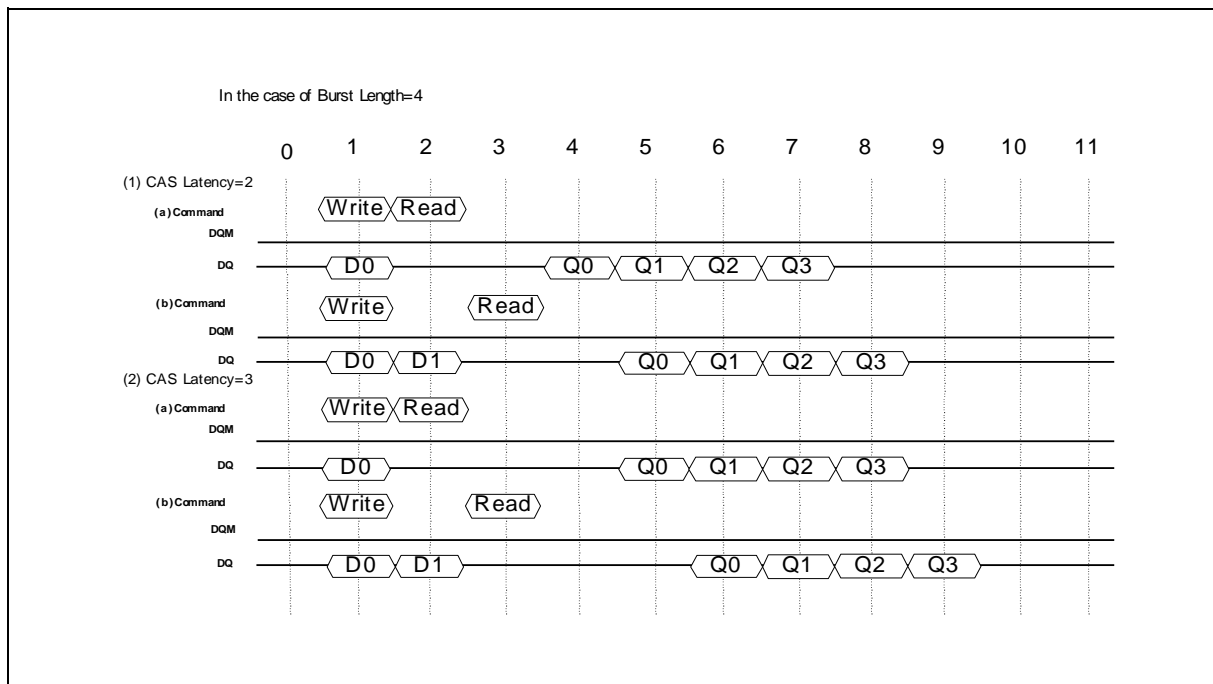 In the case of Burst Length=4
0 1 2 3 4 5 6 7 8 9 10 11
(1) CAS Latency=2
(a)Command Write Read
DQM
DQ D0 Q0 Q1 Q2 Q3
(b)Command Write Read
DQM
DQ D0 D1 Q0 Q1 Q2 Q3
(2) CAS Latency=3
(a)Command Write Read
DQM
DQ D0 Q0 Q1 Q2 Q3
(b)Command Write Read
DQM
DQ D0 D1 Q0 Q1 Q2 Q3